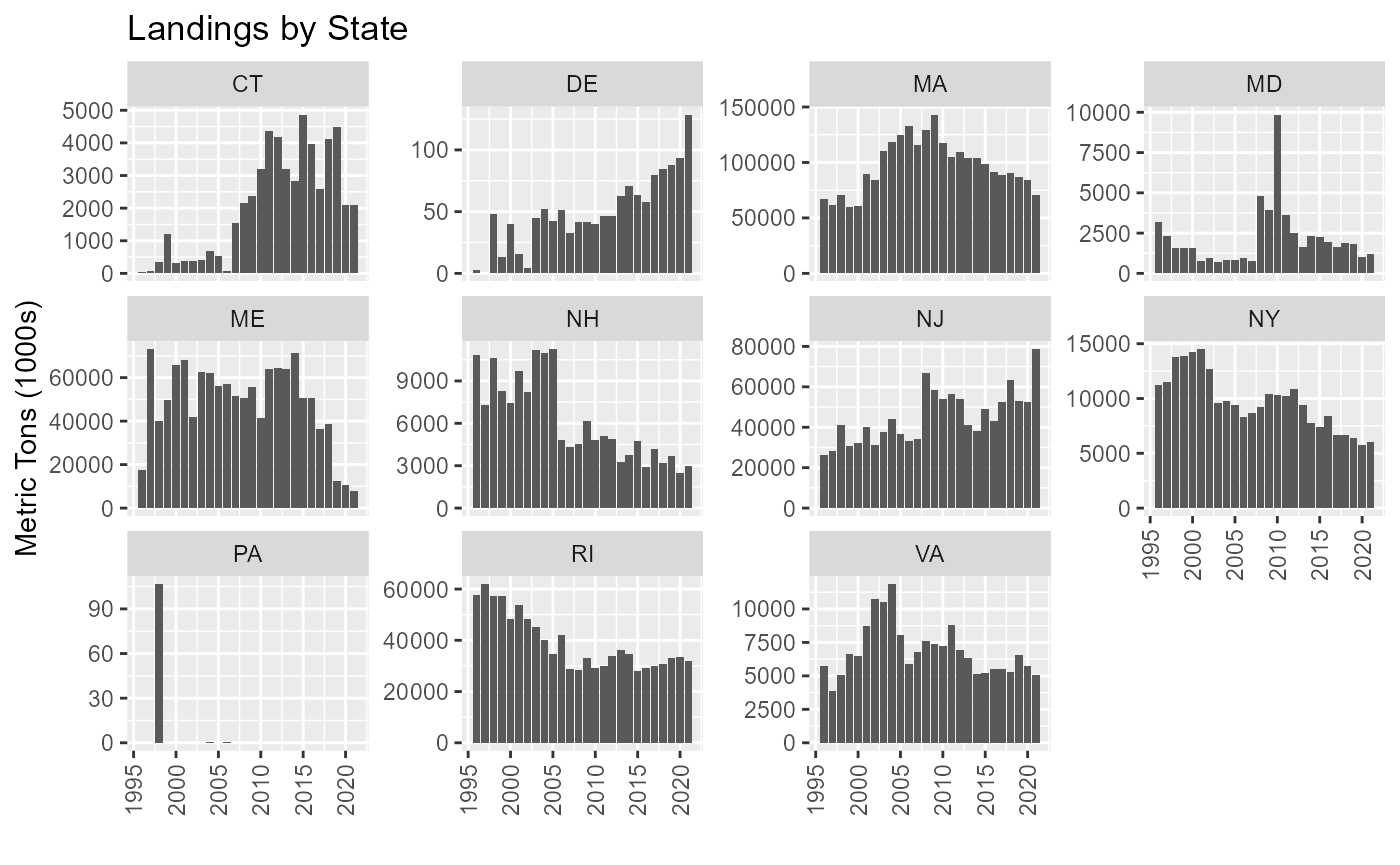 Landings by State
Metric Tons (1000s)
CT
5000
4000
3000
2000
1000
0
DE
100
50
0
MA
150000
100000
50000
0
MD
10000
7500
5000
2500
0
ME
60000
40000
20000
0
NH
9000
6000
3000
0
NJ
80000
60000
40000
20000
0
NY
15000
10000
5000
0
1995 2000 2005 2010 2015 2020
PA
90
60
30
0
1995 2000 2005 2010 2015 2020
RI
60000
40000
20000
0
1995 2000 2005 2010 2015 2020
VA
10000
7500
5000
2500
0
1995 2000 2005 2010 2015 2020